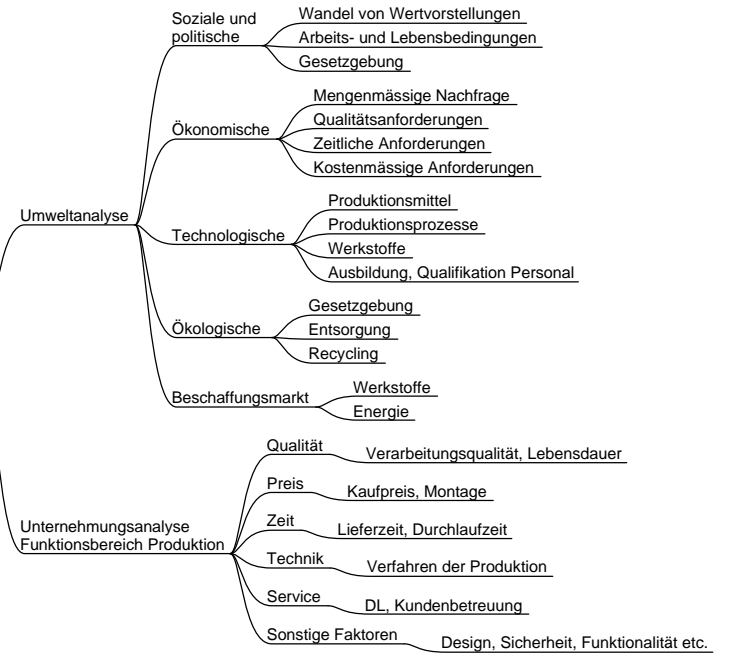 Umweltanalyse
Soziale und
politische
Wandel von Wertvorstellungen
Arbeits- und Lebensbedingungen
Gesetzgebung
Ökonomische
Mengenmässige Nachfrage
Qualitätsanforderungen
Zeitliche Anforderungen
Kostenmässige Anforderungen
Technologische
Produktionsmittel
Produktionsprozesse
Werkstoffe
Ausbildung, Qualifikation Personal
Ökologische
Gesetzgebung
Entsorgung
Recycling
Beschaffungsmarkt
Werkstoffe
Energie
Unternehmungsanalyse
Funktionsbereich Produktion
Qualität
Verarbeitungsqualität, Lebensdauer
Preis
Kaufpreis, Montage
Zeit
Lieferzeit, Durchlaufzeit
Technik
Verfahren der Produktion
Service
DL, Kundenbetreuung
Sonstige Faktoren
Design, Sicherheit, Funktionalität etc.